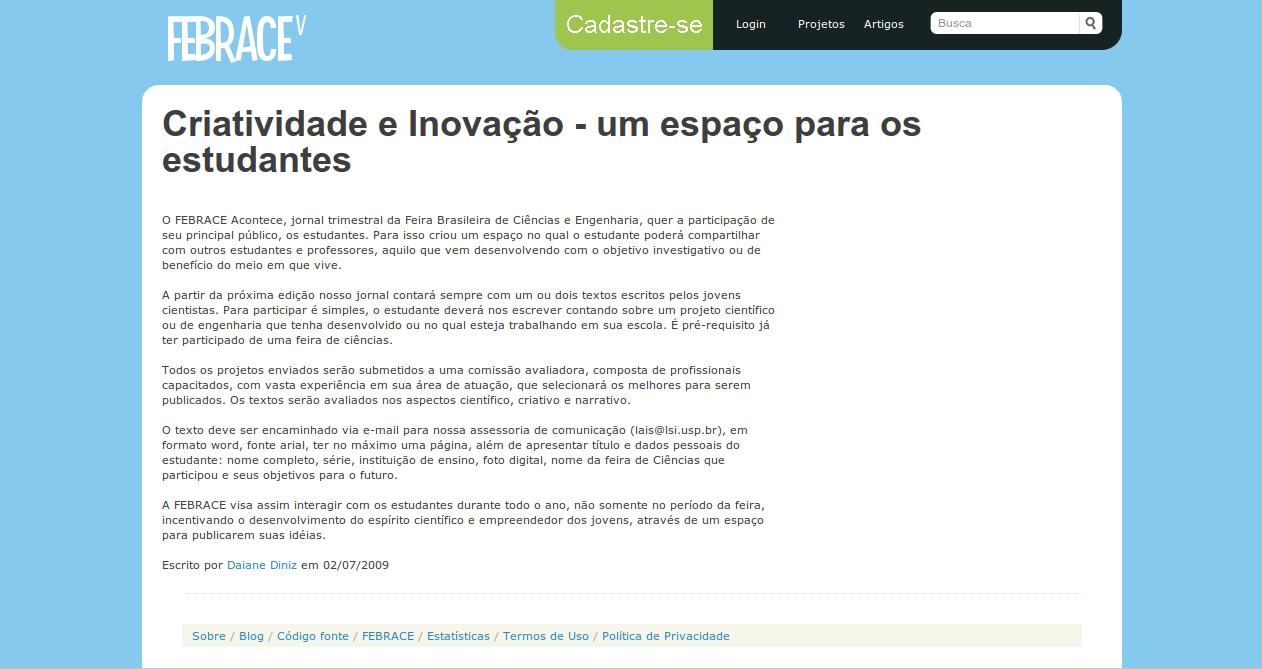 FEBRACE V
Cadastre-se
Login
Projetos
Artigos
Busca
Criatividade e Inovação - um espaço para os
estudantes
O FEBRACE Acontece, jornal trimestral da Feira Brasileira de Ciências e Engenharia, quer a participação de
seu principal público, os estudantes. Para isso criou um espaço no qual o estudante poderá compartilhar
com outros estudantes e professores, aquilo que vem desenvolvendo com o objetivo investigativo ou de
benefício do meio em que vive.
A partir da próxima edição nosso jornal contará sempre com um ou dois textos escritos pelos jovens
cientistas. Para participar é simples, o estudante deverá nos escrever contando sobre um projeto científico
ou de engenharia que tenha desenvolvido ou no qual esteja trabalhando em sua escola. É pré-requisito já
ter participado de uma feira de ciências.
Todos os projetos enviados serão submetidos a uma comissão avaliadora, composta de profissionais
capacitados, com vasta experiência em sua área de atuação, que selecionará os melhores para serem
publicados. Os textos serão avaliados nos aspectos científico, criativo e narrativo.
O texto deve ser encaminhado via e-mail para nossa assessoria de comunicação (lais@lsi.usp.br), em
formato word, fonte arial, ter no máximo uma página, além de apresentar título e dados pessoais do
estudante: nome completo, série, instituição de ensino, foto digital, nome da feira de Ciências que
participou e seus objetivos para o futuro.
A FEBRACE visa assim interagir com os estudantes durante todo o ano, não somente no período da feira,
incentivando o desenvolvimento do espírito científico e empreendedor dos jovens, através de um espaço
para publicarem suas idéias.
Escrito por Daiane Diniz em 02/07/2009
Sobre / Blog / Código fonte / FEBRACE / Estatísticas / Termos de Uso / Política de Privacidade